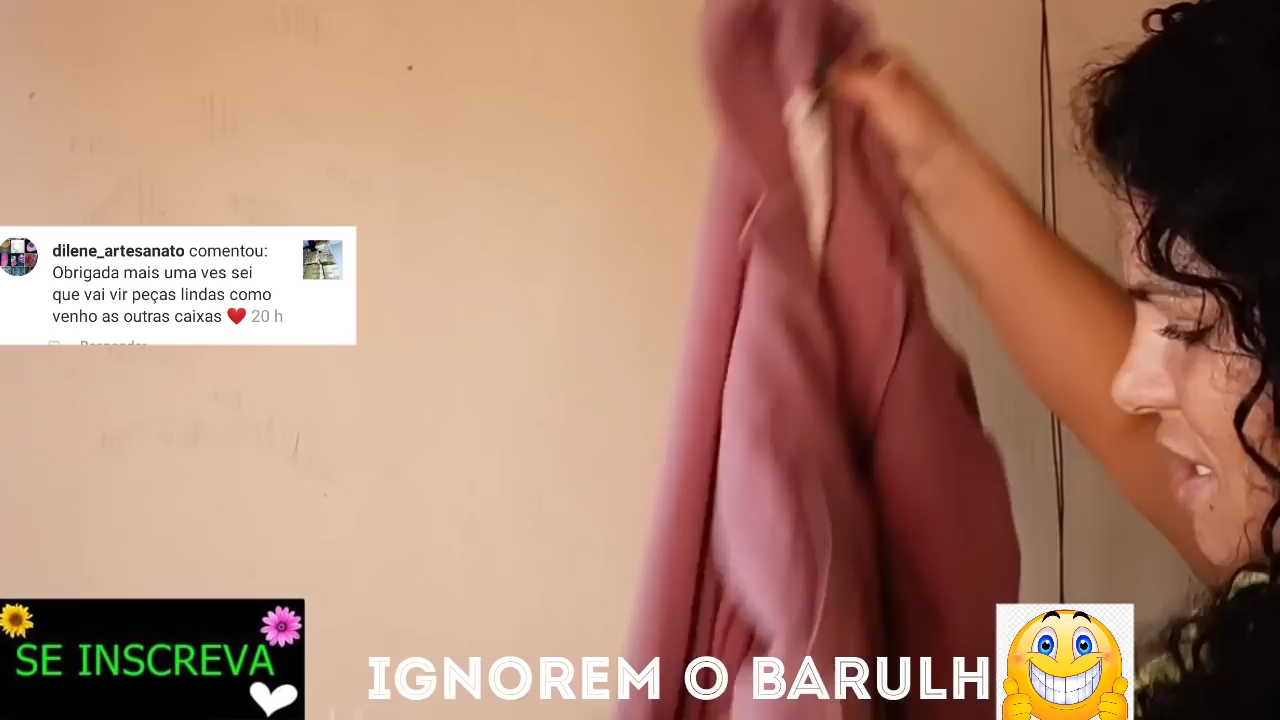 dilene_artesanato comentou:
Obrigada mais uma ves sei
que vai vir peças lindas como
venho as outras caixas ❤️ 20 h
SE INSCREVA
IGNOREM O BARULH